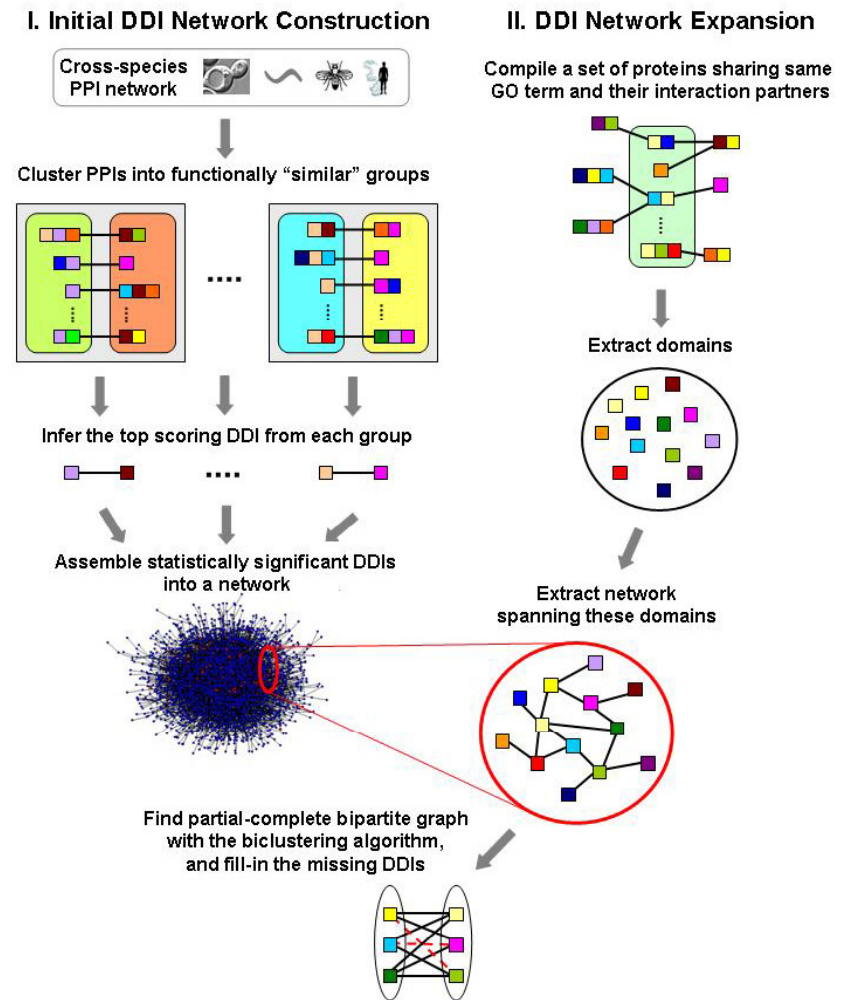 I. Initial DDI Network Construction
Cross-species
PPI network
Cluster PPIs into functionally “similar” groups
....
Infer the top scoring DDI from each group
....
Assemble statistically significant DDIs
into a network
II. DDI Network Expansion
Compile a set of proteins sharing same
GO term and their interaction partners
Extract domains
Extract network
spanning these domains
Find partial-complete bipartite graph
with the biclustering algorithm,
and fill-in the missing DDIs